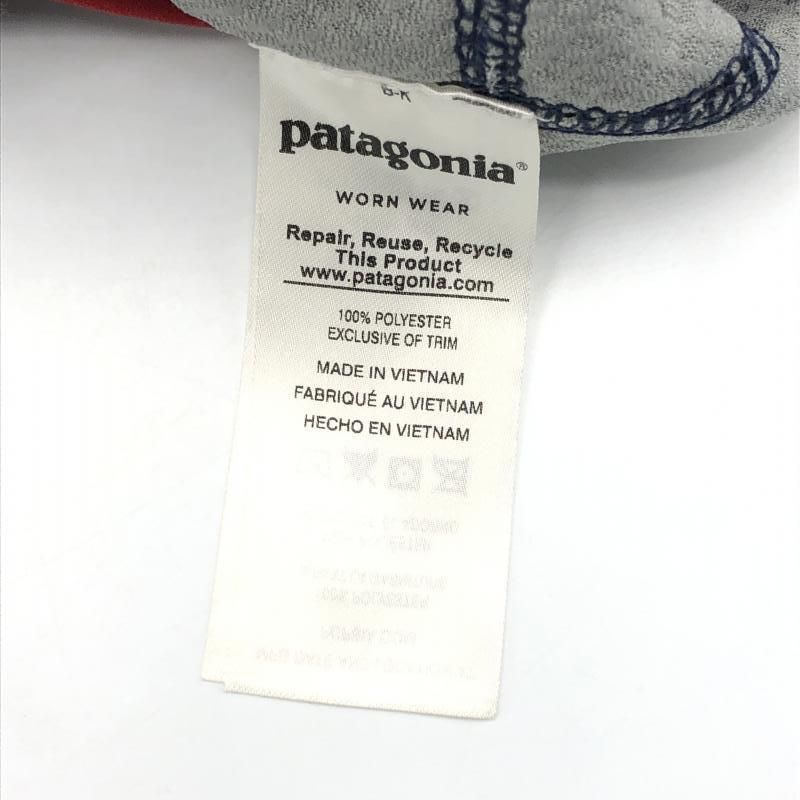 patagonia®
WORN WEAR
Repair, Reuse, Recycle
This Product
www.patagonia.com
100% POLYESTER
EXCLUSIVE OF TRIM
MADE IN VIETNAM
FABRIQUÉ AU VIETNAM
HECHO EN VIETNAM